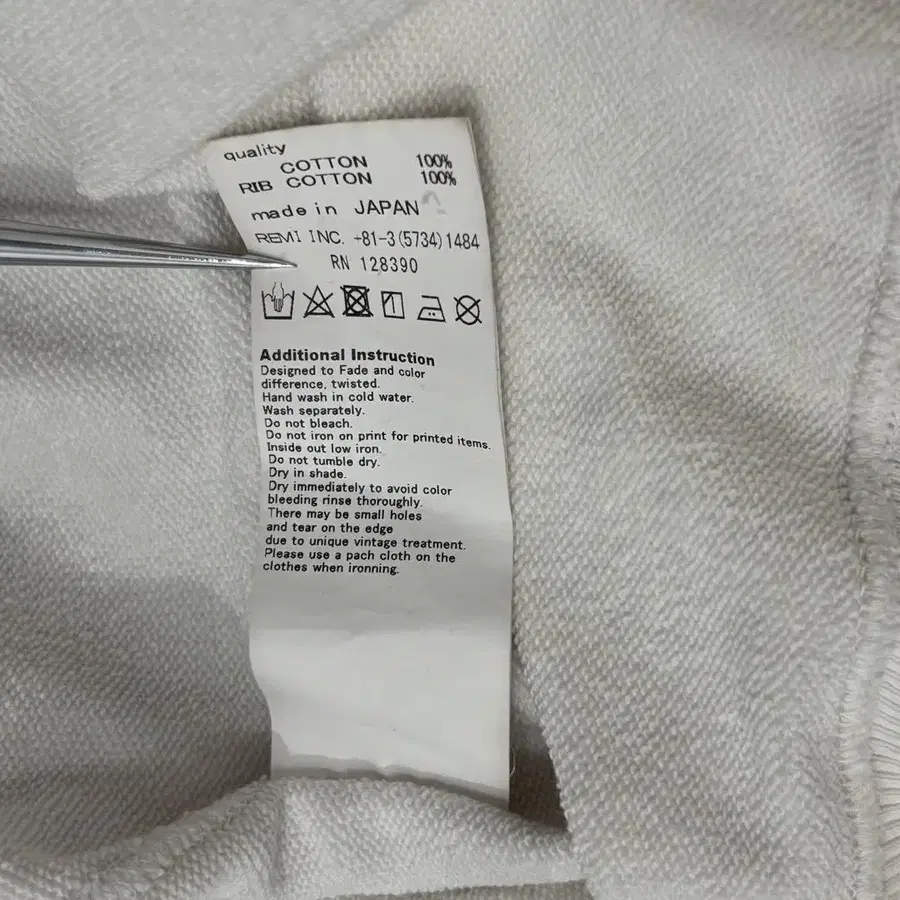 quality
COTTON 100%
RIB COTTON 100%
made in JAPAN
REMI INC. +81-3(5734)1484
RN 128390
Additional Instruction
Designed to Fade and color
difference, twisted.
Hand wash in cold water.
Wash separately.
Do not bleach.
Do not iron on print for printed items.
Inside out low iron.
Do not tumble dry.
Dry in shade.
Dry immediately to avoid color
bleeding rinse thoroughly.
There may be small holes
and tear on the edge
due to unique vintage treatment.
Please use a pach cloth on the
clothes when ironning.